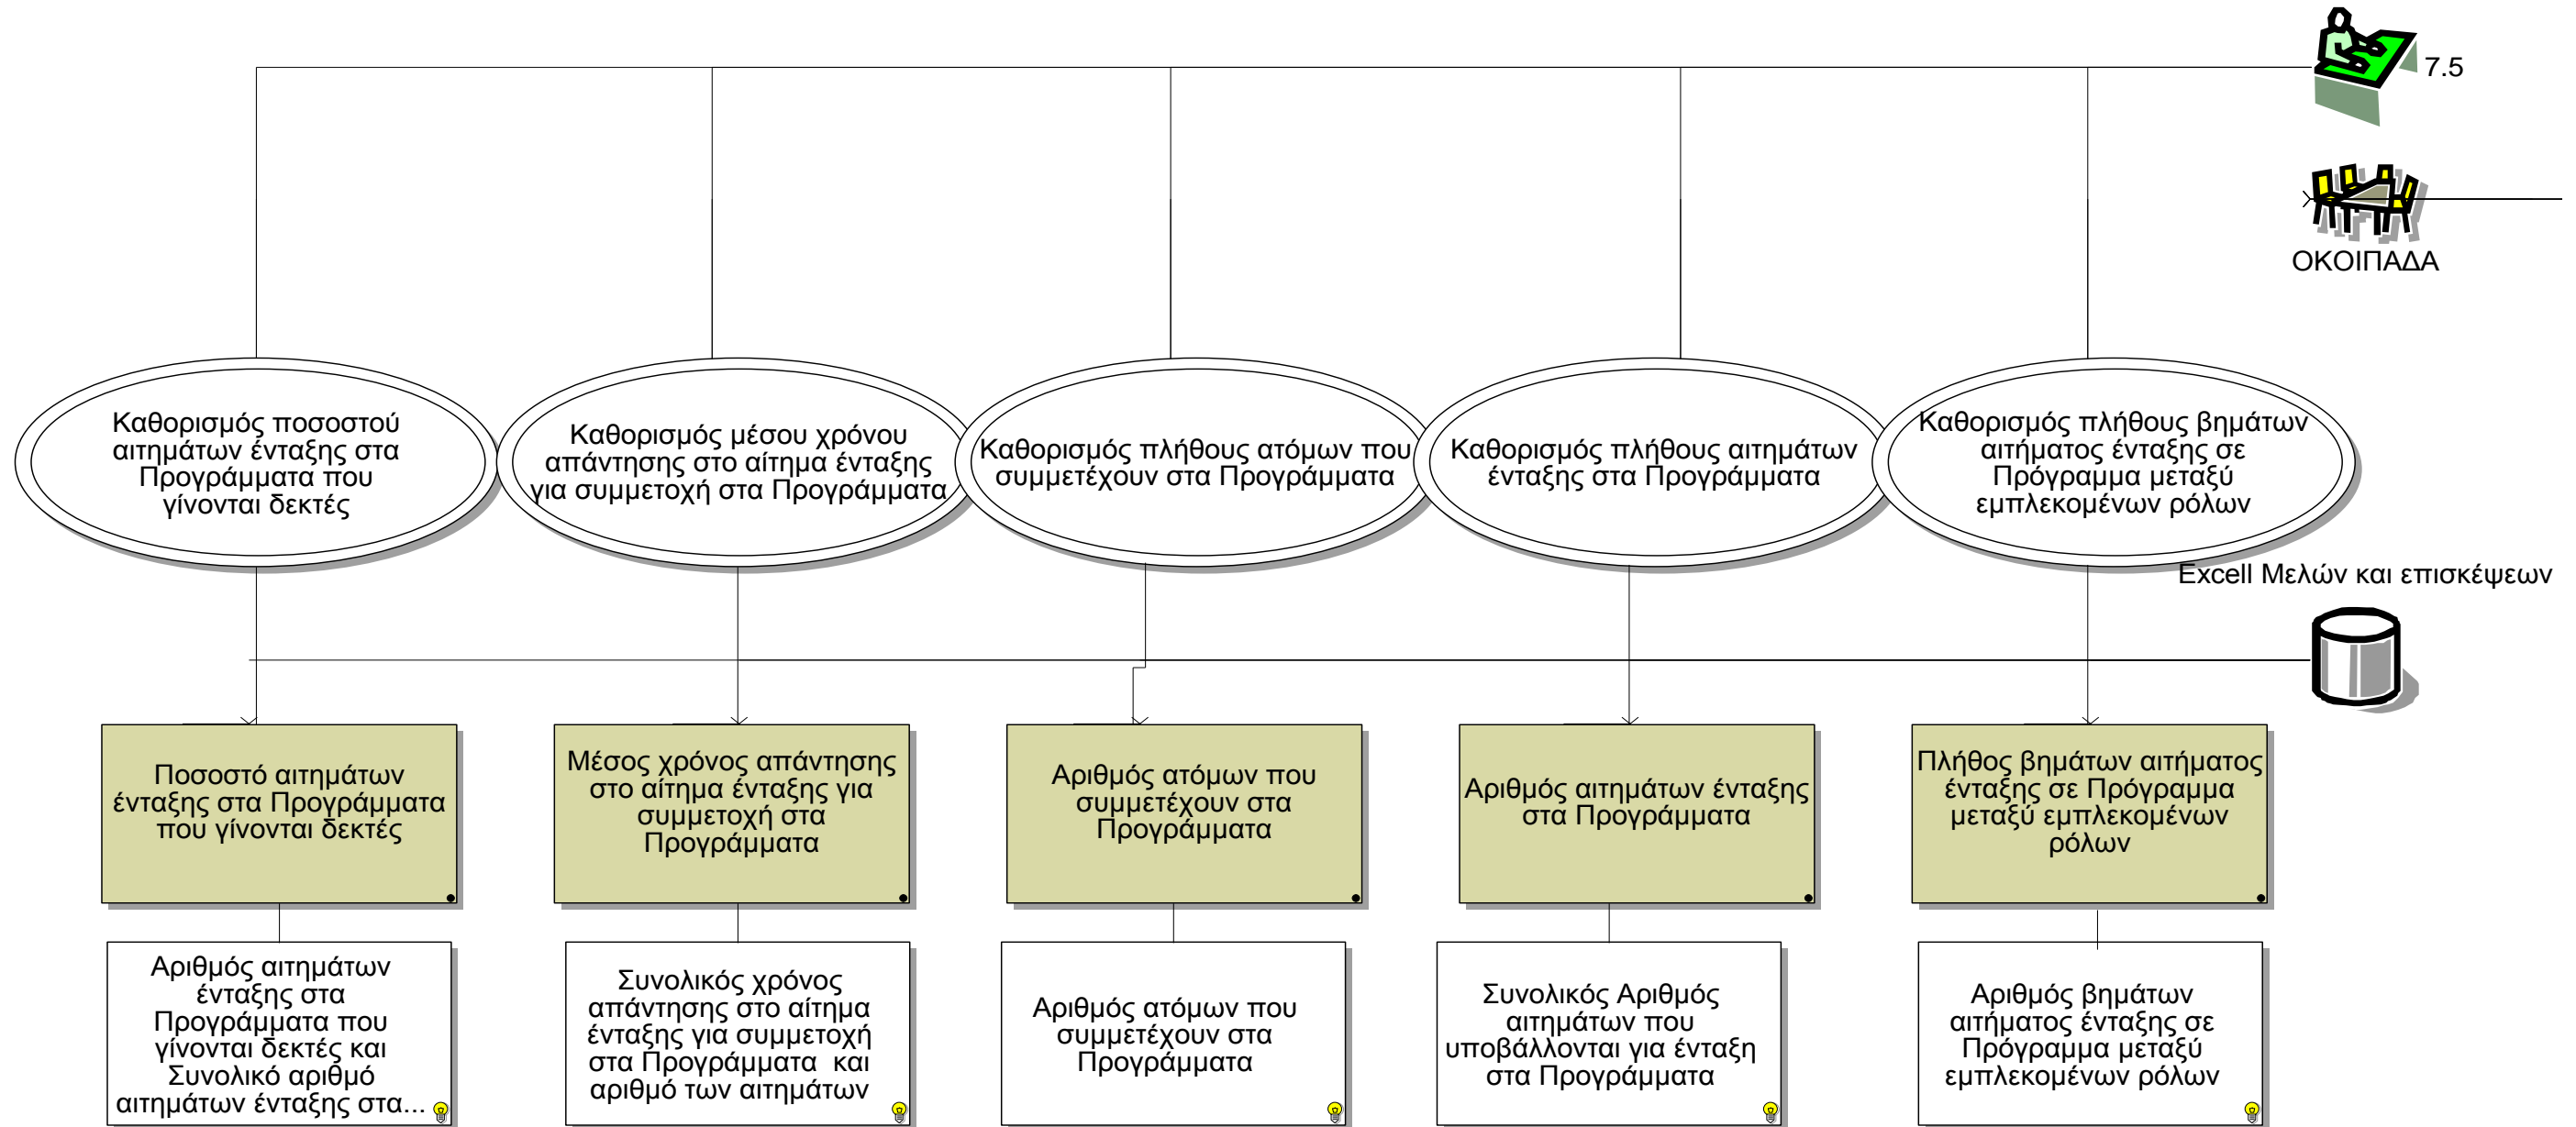 7.5
ΟΚΟΙΠΑΔΑ
Καθορισμός ποσοστού
αιτημάτων ένταξης στα
Προγράμματα που
γίνονται δεκτές
Καθορισμός μέσου χρόνου
απάντησης στο αίτημα ένταξης
για συμμετοχή στα Προγράμματα
Καθορισμός πλήθους ατόμων που
συμμετέχουν στα Προγράμματα
Καθορισμός πλήθους αιτημάτων
ένταξης στα Προγράμματα
Καθορισμός πλήθους βημάτων
αιτήματος ένταξης σε
Πρόγραμμα μεταξύ
εμπλεκομένων ρόλων
Excell Μελών και επισκέψεων
Ποσοστό αιτημάτων
ένταξης στα Προγράμματα
που γίνονται δεκτές
Μέσος χρόνος απάντησης
στο αίτημα ένταξης για
συμμετοχή στα
Προγράμματα
Αριθμός ατόμων που
συμμετέχουν στα
Προγράμματα
Αριθμός αιτημάτων ένταξης
στα Προγράμματα
Πλήθος βημάτων αιτήματος
ένταξης σε Πρόγραμμα
μεταξύ εμπλεκομένων
ρόλων
Αριθμός αιτημάτων
ένταξης στα
Προγράμματα που
γίνονται δεκτές και
Συνολικό αριθμό
αιτημάτων ένταξης στα...
Συνολικός χρόνος
απάντησης στο αίτημα
ένταξης για συμμετοχή
στα Προγράμματα  και
αριθμό των αιτημάτων
Αριθμός ατόμων που
συμμετέχουν στα
Προγράμματα
Συνολικός Αριθμός
αιτημάτων που
υποβάλλονται για ένταξη
στα Προγράμματα
Αριθμός βημάτων
αιτήματος ένταξης σε
Πρόγραμμα μεταξύ
εμπλεκομένων ρόλων